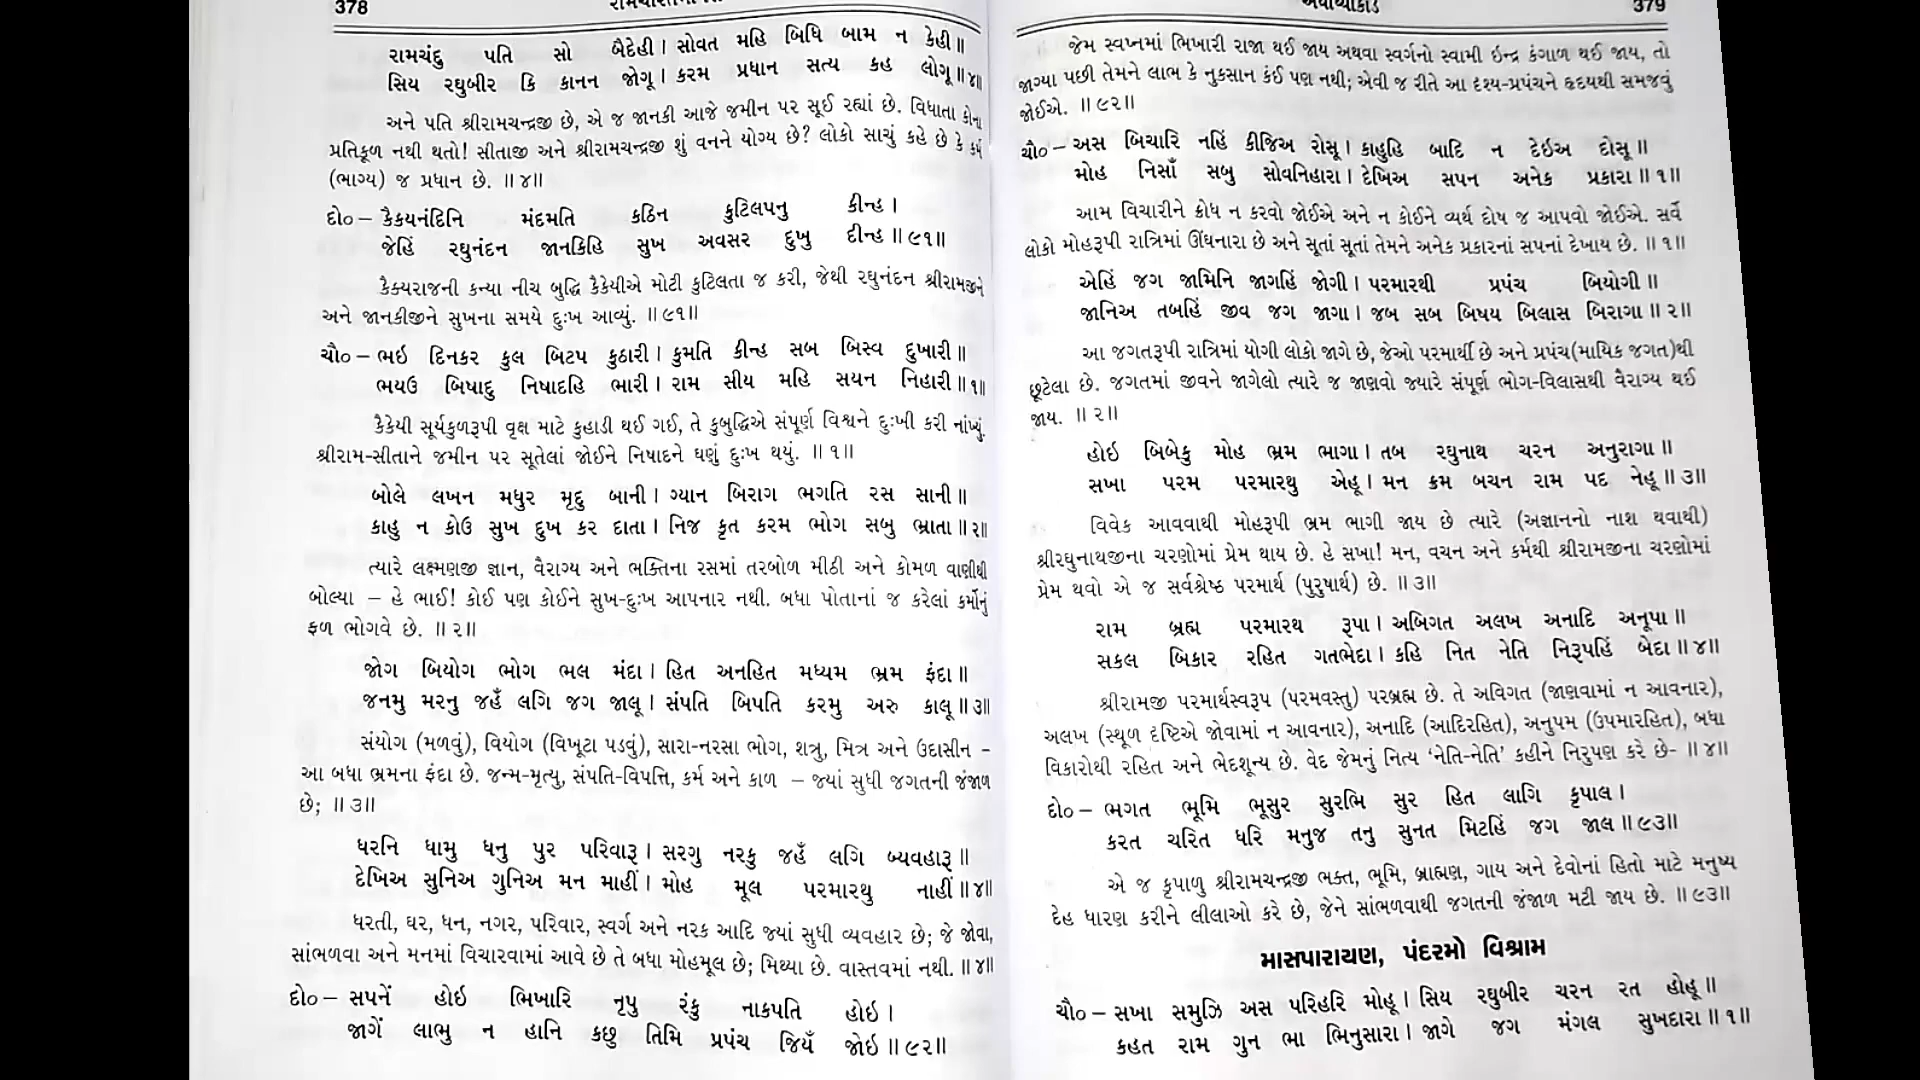 378
રામચંદુ પતિ સો બૈદેહી। સોવત મહિ બિધિ બામ ન કેહી॥
સિય રઘુબીર કિ કાનન જોગૂ। કરમ પ્રધાન સત્ય કહ લોગૂ॥૪॥
અને પતિ શ્રીરામચન્દ્રજી છે, એ જ જાનકી આજે જમીન પર સૂઈ રહ્યાં છે. વિધાતા કોના
પ્રતિકૂળ નથી થતો! સીતાજી અને શ્રીરામચન્દ્રજી શું વનને યોગ્ય છે? લોકો સાચું કહે છે કે કર્મ
(ભાગ્ય) જ પ્રધાન છે. ॥૪॥
દો૦ – કૈકયનંદિનિ મંદમતિ કઠિન કુટિલપનુ કીન્હ।
જેહિં રઘુનંદન જાનકિહિ સુખ અવસર દુખુ દીન્હ॥૯૧॥
કૈકયરાજની કન્યા નીચ બુદ્ધિ કૈકેયીએ મોટી કુટિલતા જ કરી, જેથી રઘુનંદન શ્રીરામજીને
અને જાનકીજીને સુખના સમયે દુઃખ આવ્યું. ॥૯૧॥
ચૌ૦ – ભઇ દિનકર કુલ બિટપ કુઠારી। કુમતિ કીન્હ સબ બિસ્વ દુખારી॥
ભયઉ બિષાદુ નિષાદહિ ભારી। રામ સીય મહિ સયન નિહારી॥૧॥
કૈકેયી સૂર્યકુળરૂપી વૃક્ષ માટે કુહાડી થઈ ગઈ, તે કુબુદ્ધિએ સંપૂર્ણ વિશ્વને દુઃખી કરી નાંખ્યું.
શ્રીરામ-સીતાને જમીન પર સૂતેલાં જોઈને નિષાદને ઘણું દુઃખ થયું. ॥૧॥
બોલે લખન મધુર મૃદુ બાની। ગ્યાન બિરાગ ભગતિ રસ સાની॥
કાહુ ન કોઉ સુખ દુખ કર દાતા। નિજ કૃત કરમ ભોગ સબુ ભ્રાતા॥૨॥
ત્યારે લક્ષ્મણજી જ્ઞાન, વૈરાગ્ય અને ભક્તિના રસમાં તરબોળ મીઠી અને કોમળ વાણીથી
બોલ્યા – હે ભાઈ! કોઈ પણ કોઈને સુખ-દુઃખ આપનાર નથી. બધા પોતાનાં જ કરેલાં કર્મોનું
ફળ ભોગવે છે. ॥૨॥
જોગ બિયોગ ભોગ ભલ મંદા। હિત અનહિત મધ્યમ ભ્રમ ફંદા॥
જનમુ મરનુ જહઁ લગિ જગ જાલૂ। સંપતિ બિપતિ કરમુ અરુ કાલૂ॥૩॥
સંયોગ (મળવું), વિયોગ (વિખૂટા પડવું), સારા-નરસા ભોગ, શત્રુ, મિત્ર અને ઉદાસીન –
આ બધા ભ્રમના ફંદા છે. જન્મ-મૃત્યુ, સંપતિ-વિપત્તિ, કર્મ અને કાળ – જ્યાં સુધી જગતની જંજાળ
છે; ॥૩॥
ધરનિ ધામુ ધનુ પુર પરિવારૂ। સરગુ નરકુ જહઁ લગિ બ્યવહારૂ॥
દેખિઅ સુનિઅ ગુનિઅ મન માહીં। મોહ મૂલ પરમારથુ નાહીં॥૪॥
ધરતી, ઘર, ધન, નગર, પરિવાર, સ્વર્ગ અને નરક આદિ જ્યાં સુધી વ્યવહાર છે; જે જોવા,
સાંભળવા અને મનમાં વિચારવામાં આવે છે તે બધા મોહમૂલ છે; મિથ્યા છે. વાસ્તવમાં નથી. ॥૪॥
દો૦ – સપનેં હોઇ ભિખારિ નૃપુ રંકુ નાકપતિ હોઇ।
જાગેં લાભુ ન હાનિ કછુ તિમિ પ્રપંચ જિયઁ જોઇ॥૯૨॥
379
જેમ સ્વપ્નમાં ભિખારી રાજા થઈ જાય અથવા સ્વર્ગનો સ્વામી ઇન્દ્ર કંગાળ થઈ જાય, તો
જાગ્યા પછી તેમને લાભ કે નુકસાન કંઈ પણ નથી; એવી જ રીતે આ દૃશ્ય-પ્રપંચને હૃદયથી સમજવું
જોઈએ. ॥૯૨॥
ચૌ૦ – અસ બિચારિ નહિં કીજિઅ રોસૂ। કાહુહિ બાદિ ન દેઇઅ દોસૂ॥
મોહ નિસાઁ સબુ સોવનિહારા। દેખિઅ સપન અનેક પ્રકારા॥૧॥
આમ વિચારીને ક્રોધ ન કરવો જોઈએ અને ન કોઈને વ્યર્થ દોષ જ આપવો જોઈએ. સર્વે
લોકો મોહરૂપી રાત્રિમાં ઊંઘનારા છે અને સૂતાં સૂતાં તેમને અનેક પ્રકારનાં સપનાં દેખાય છે. ॥૧॥
એહિં જગ જામિનિ જાગહિં જોગી। પરમારથી પ્રપંચ બિયોગી॥
જાનિઅ તબહિં જીવ જગ જાગા। જબ સબ બિષય બિલાસ બિરાગા॥૨॥
આ જગતરૂપી રાત્રિમાં યોગી લોકો જાગે છે, જેઓ પરમાર્થી છે અને પ્રપંચ(માયિક જગત)થી
છૂટેલા છે. જગતમાં જીવને જાગેલો ત્યારે જ જાણવો જ્યારે સંપૂર્ણ ભોગ-વિલાસથી વૈરાગ્ય થઈ
જાય. ॥૨॥
હોઇ બિબેકુ મોહ ભ્રમ ભાગા। તબ રઘુનાથ ચરન અનુરાગા॥
સખા પરમ પરમારથુ એહૂ। મન ક્રમ બચન રામ પદ નેહૂ॥૩॥
વિવેક આવવાથી મોહરૂપી ભ્રમ ભાગી જાય છે ત્યારે (અજ્ઞાનનો નાશ થવાથી)
શ્રીરઘુનાથજીના ચરણોમાં પ્રેમ થાય છે. હે સખા! મન, વચન અને કર્મથી શ્રીરામજીના ચરણોમાં
પ્રેમ થવો એ જ સર્વશ્રેષ્ઠ પરમાર્થ (પુરુષાર્થ) છે. ॥૩॥
રામ બ્રહ્મ પરમારથ રૂપા। અબિગત અલખ અનાદિ અનૂપા॥
સકલ બિકાર રહિત ગતભેદા। કહિ નિત નેતિ નિરૂપહિં બેદા॥૪॥
શ્રીરામજી પરમાર્થસ્વરૂપ (પરમવસ્તુ) પરબ્રહ્મ છે. તે અવિગત (જાણવામાં ન આવનાર),
અલખ (સ્થૂળ દૃષ્ટિએ જોવામાં ન આવનાર), અનાદિ (આદિરહિત), અનુપમ (ઉપમારહિત), બધા
વિકારોથી રહિત અને ભેદશૂન્ય છે. વેદ જેમનું નિત્ય ‘નેતિ-નેતિ’ કહીને નિરુપણ કરે છે- ॥૪॥
દો૦ – ભગત ભૂમિ ભૂસુર સુરભિ સુર હિત લાગિ કૃપાલ।
કરત ચરિત ધરિ મનુજ તનુ સુનત મિટહિં જગ જાલ॥૯૩॥
એ જ કૃપાળુ શ્રીરામચન્દ્રજી ભક્ત, ભૂમિ, બ્રાહ્મણ, ગાય અને દેવોનાં હિતો માટે મનુષ્ય
દેહ ધારણ કરીને લીલાઓ કરે છે, જેને સાંભળવાથી જગતની જંજાળ મટી જાય છે. ॥૯૩॥
માસપારાયણ, પંદરમો વિશ્રામ
ચૌ૦ – સખા સમુઝિ અસ પરિહરિ મોહૂ। સિય રઘુબીર ચરન રત હોહૂ॥
કહત રામ ગુન ભા ભિનુસારા। જાગે જગ મંગલ સુખદારા॥૧॥